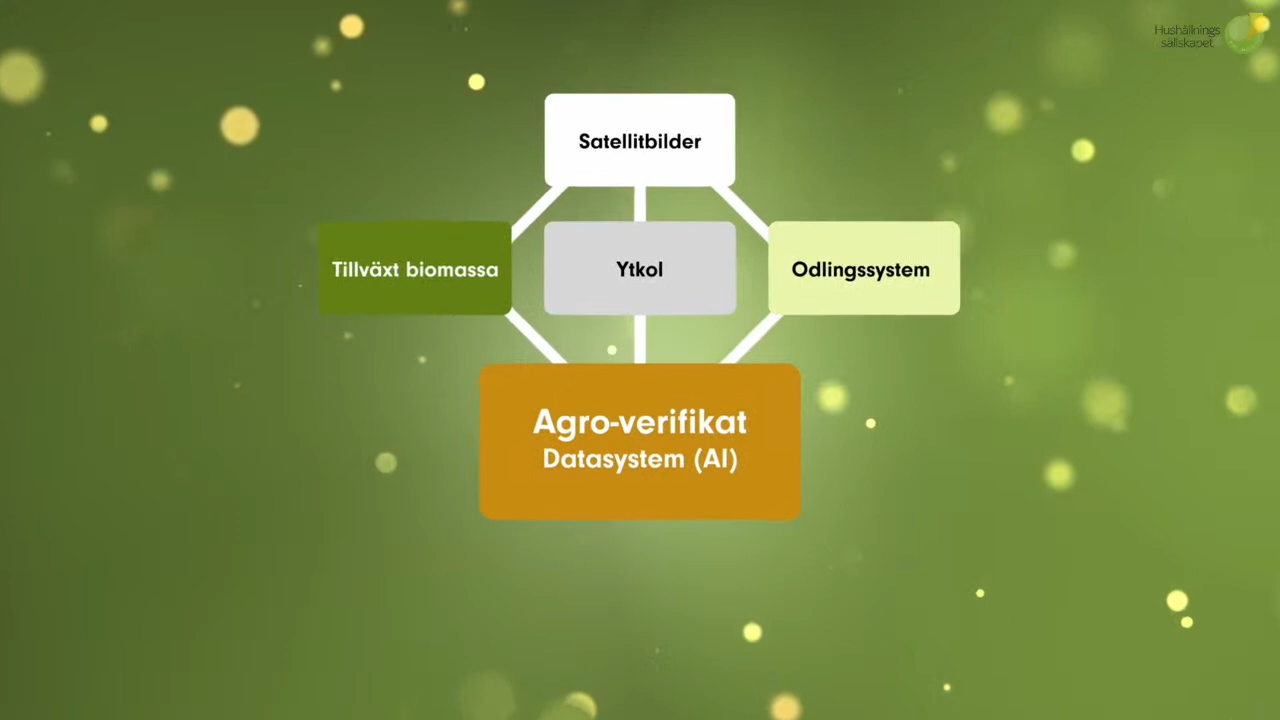 Hushållnings
sällskapet
Satellitbilder
Tillväxt biomassa
Ytkol
Odlingssystem
Agro-verifikat
Datasystem (AI)